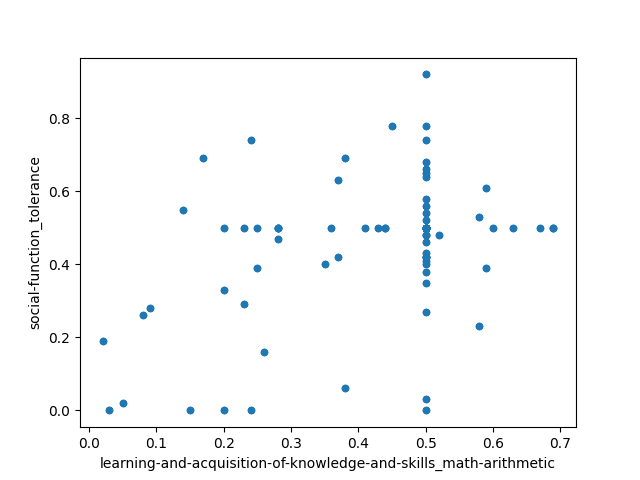 0.8
0.6
0.4
0.2
0.0
social-function_tolerance
0.0 0.1 0.2 0.3 0.4 0.5 0.6 0.7
learning-and-acquisition-of-knowledge-and-skills_math-arithmetic